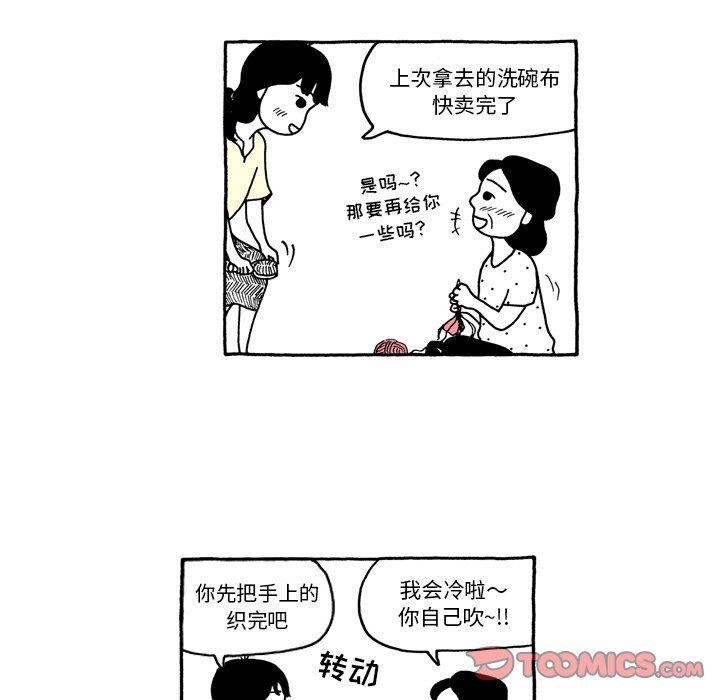 上次拿去的洗碗布
快卖完了
是吗~?
那要再给你
一些吗?
你先把手上的
织完吧
我会冷啦～
你自己吹~!!
转动
TOOMICS.COM